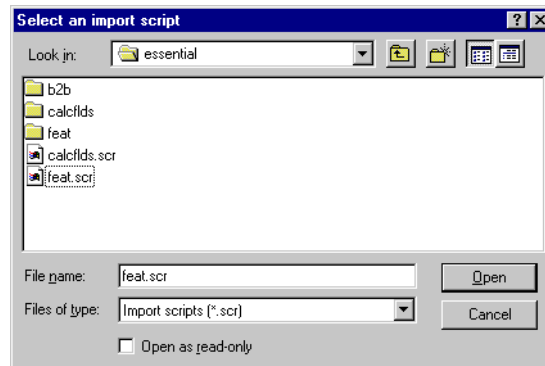 Select an import script
Look in: essential
b2b
calcflds
feat
calcflds.scr
feat.scr
File name: feat.scr Open
Files of type: Import scripts (*.scr) Cancel
Open as read-only